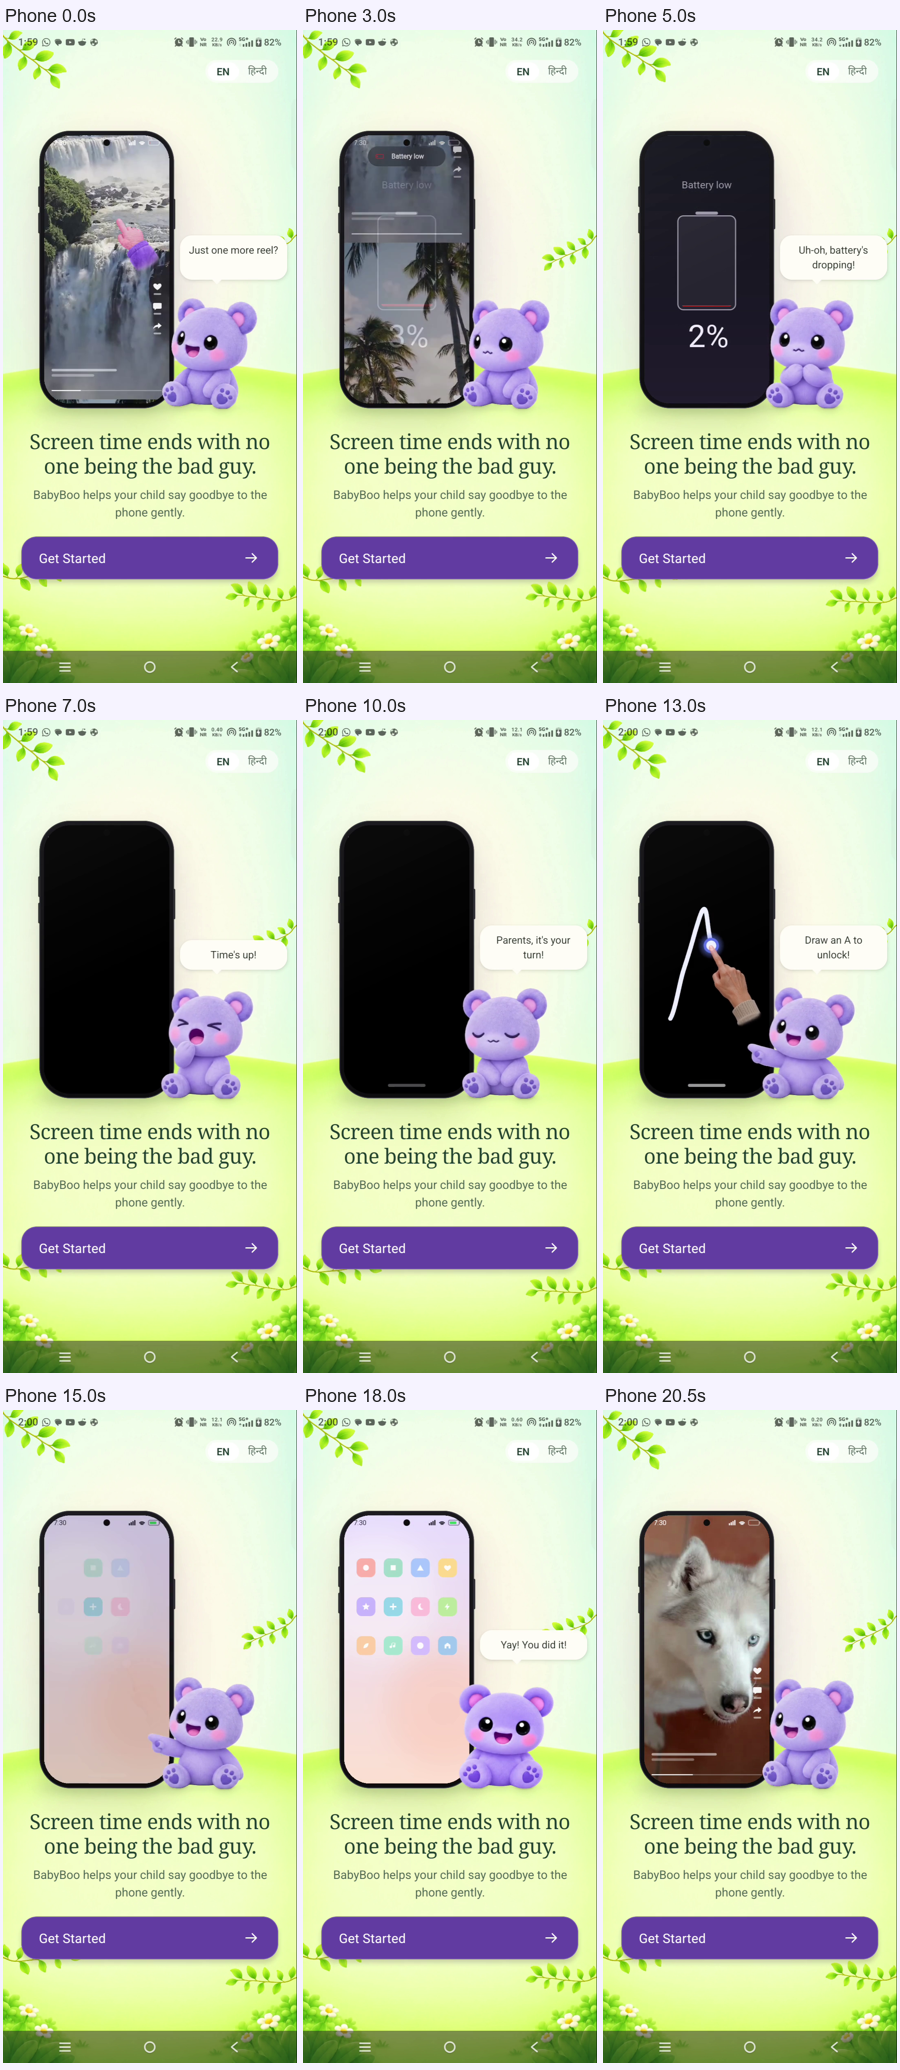 Phone 0.0s
1:59
82%
EN हिन्दी
Just one more reel?
Screen time ends with no
one being the bad guy.
BabyBoo helps your child say goodbye to the
phone gently.
Get Started
Phone 3.0s
1:59
82%
EN हिन्दी
7:30
Battery low
Battery low
3%
Screen time ends with no
one being the bad guy.
BabyBoo helps your child say goodbye to the
phone gently.
Get Started
Phone 5.0s
1:59
82%
EN हिन्दी
Battery low
2%
Uh-oh, battery's
dropping!
Screen time ends with no
one being the bad guy.
BabyBoo helps your child say goodbye to the
phone gently.
Get Started
Phone 7.0s
1:59
82%
EN हिन्दी
Time's up!
Screen time ends with no
one being the bad guy.
BabyBoo helps your child say goodbye to the
phone gently.
Get Started
Phone 10.0s
2:00
82%
EN हिन्दी
Parents, it's your
turn!
Screen time ends with no
one being the bad guy.
BabyBoo helps your child say goodbye to the
phone gently.
Get Started
Phone 13.0s
2:00
82%
EN हिन्दी
Draw an A to
unlock!
Screen time ends with no
one being the bad guy.
BabyBoo helps your child say goodbye to the
phone gently.
Get Started
Phone 15.0s
2:00
82%
EN हिन्दी
7:30
Screen time ends with no
one being the bad guy.
BabyBoo helps your child say goodbye to the
phone gently.
Get Started
Phone 18.0s
2:00
82%
EN हिन्दी
7:30
Yay! You did it!
Screen time ends with no
one being the bad guy.
BabyBoo helps your child say goodbye to the
phone gently.
Get Started
Phone 20.5s
2:00
82%
EN हिन्दी
7:30
Screen time ends with no
one being the bad guy.
BabyBoo helps your child say goodbye to the
phone gently.
Get Started